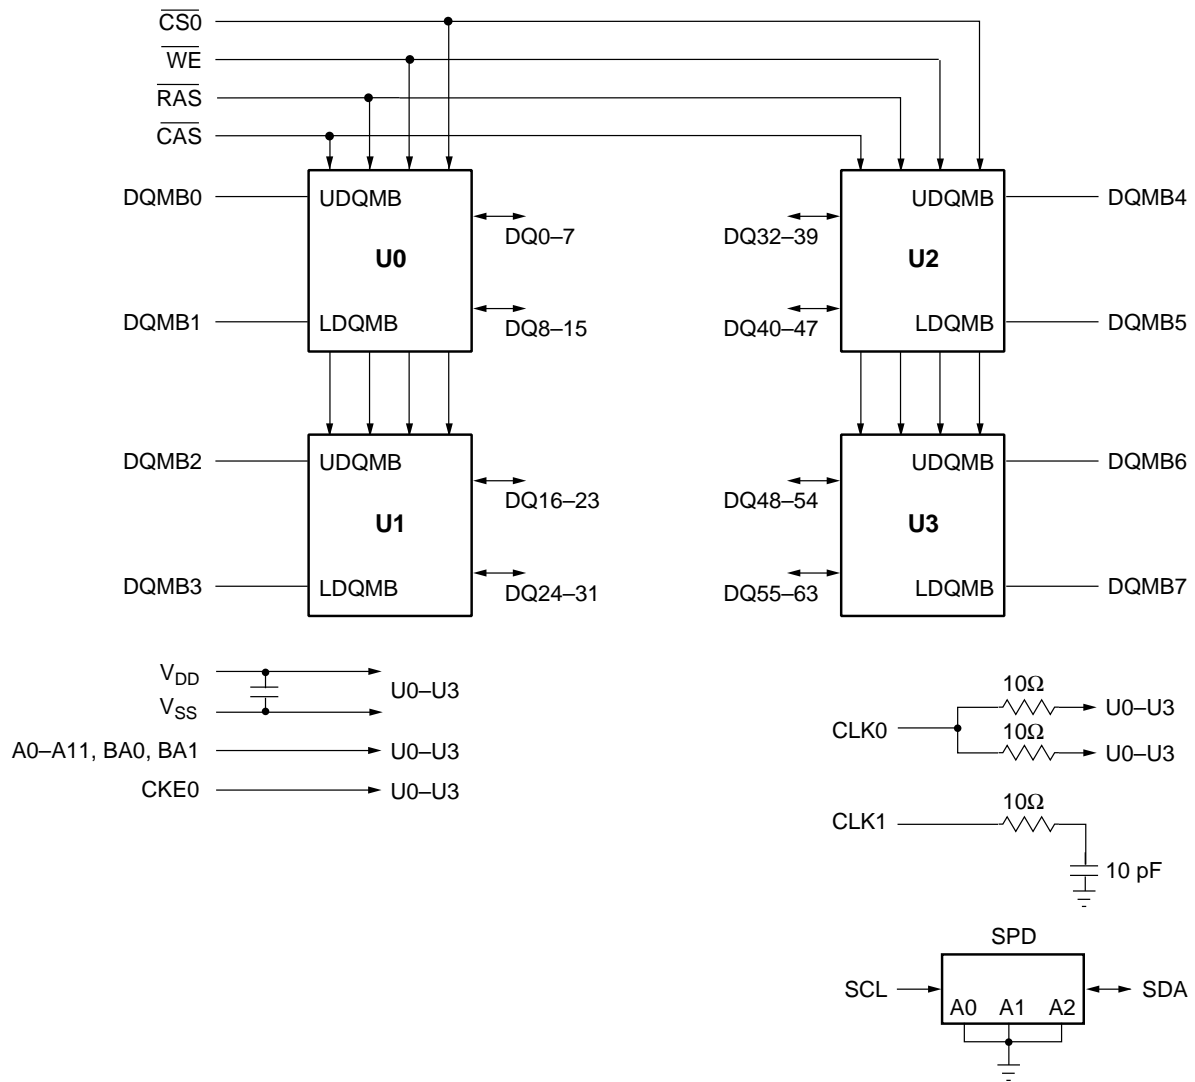 CS0
WE
RAS
CAS
DQMB0
UDQMB
DQ0–7
U0
DQMB1
LDQMB
DQ8–15
DQ32–39
UDQMB
DQMB4
U2
DQ40–47
LDQMB
DQMB5
DQMB2
UDQMB
DQ16–23
U1
DQMB3
LDQMB
DQ24–31
DQ48–54
UDQMB
DQMB6
U3
DQ55–63
LDQMB
DQMB7
VDD
VSS
U0–U3
A0–A11, BA0, BA1
U0–U3
CKE0
U0–U3
CLK0
10Ω
U0–U3
10Ω
U0–U3
CLK1
10Ω
10 pF
SPD
SCL
A0 A1 A2
SDA